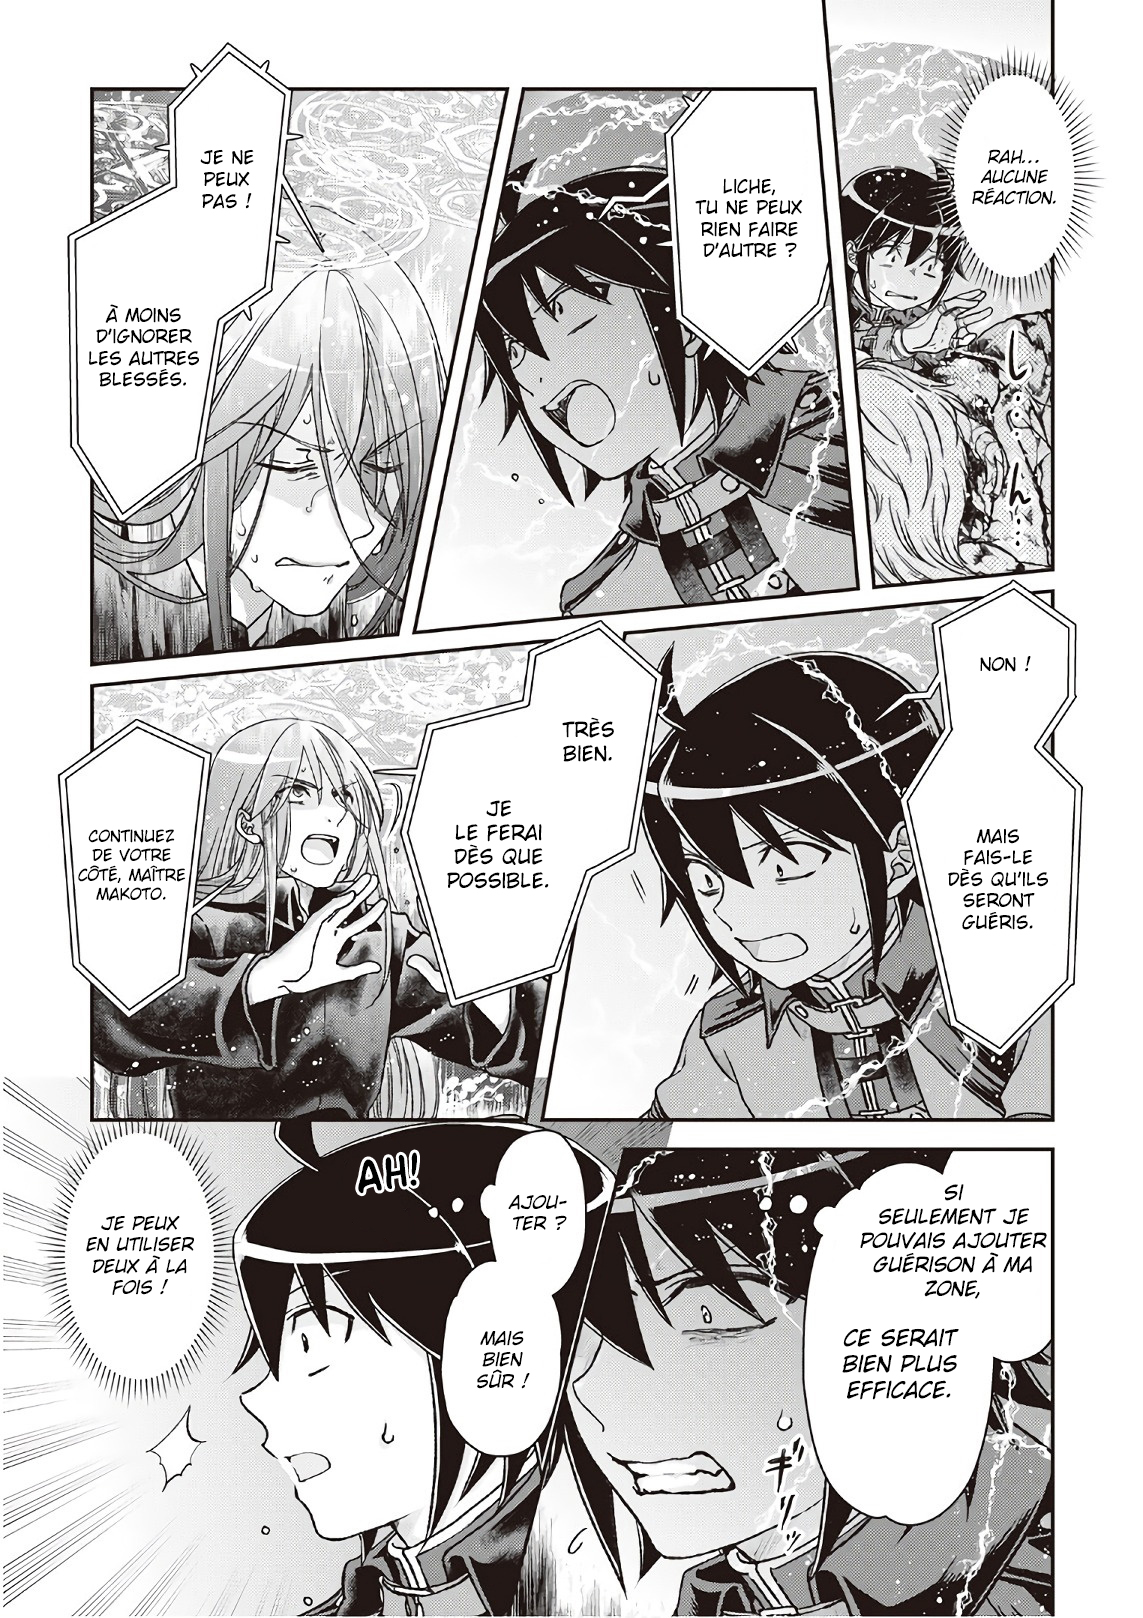 RAH...
AUCUNE
RÉACTION.
し…ん…
LICHE,
TU NE PEUX
RIEN FAIRE
D'AUTRE ?
JE NE
PEUX
PAS !
À MOINS
D'IGNORER
LES AUTRES
BLESSÉS.
NON !
MAIS
FAIS-LE
DÈS QU'ILS
SERONT
GUÉRIS.
TRÈS
BIEN.
JE
LE FERAI
DÈS QUE
POSSIBLE.
CONTINUEZ
DE VOTRE
CÔTÉ, MAÎTRE
MAKOTO.
SI
SEULEMENT JE
POUVAIS AJOUTER
GUÉRISON À MA
ZONE,
CE SERAIT
BIEN PLUS
EFFICACE.
ギリッ
AJOU-
TER ?
MAIS
BIEN
SÛR !
AH!
JE PEUX
EN UTILISER
DEUX À LA
FOIS !